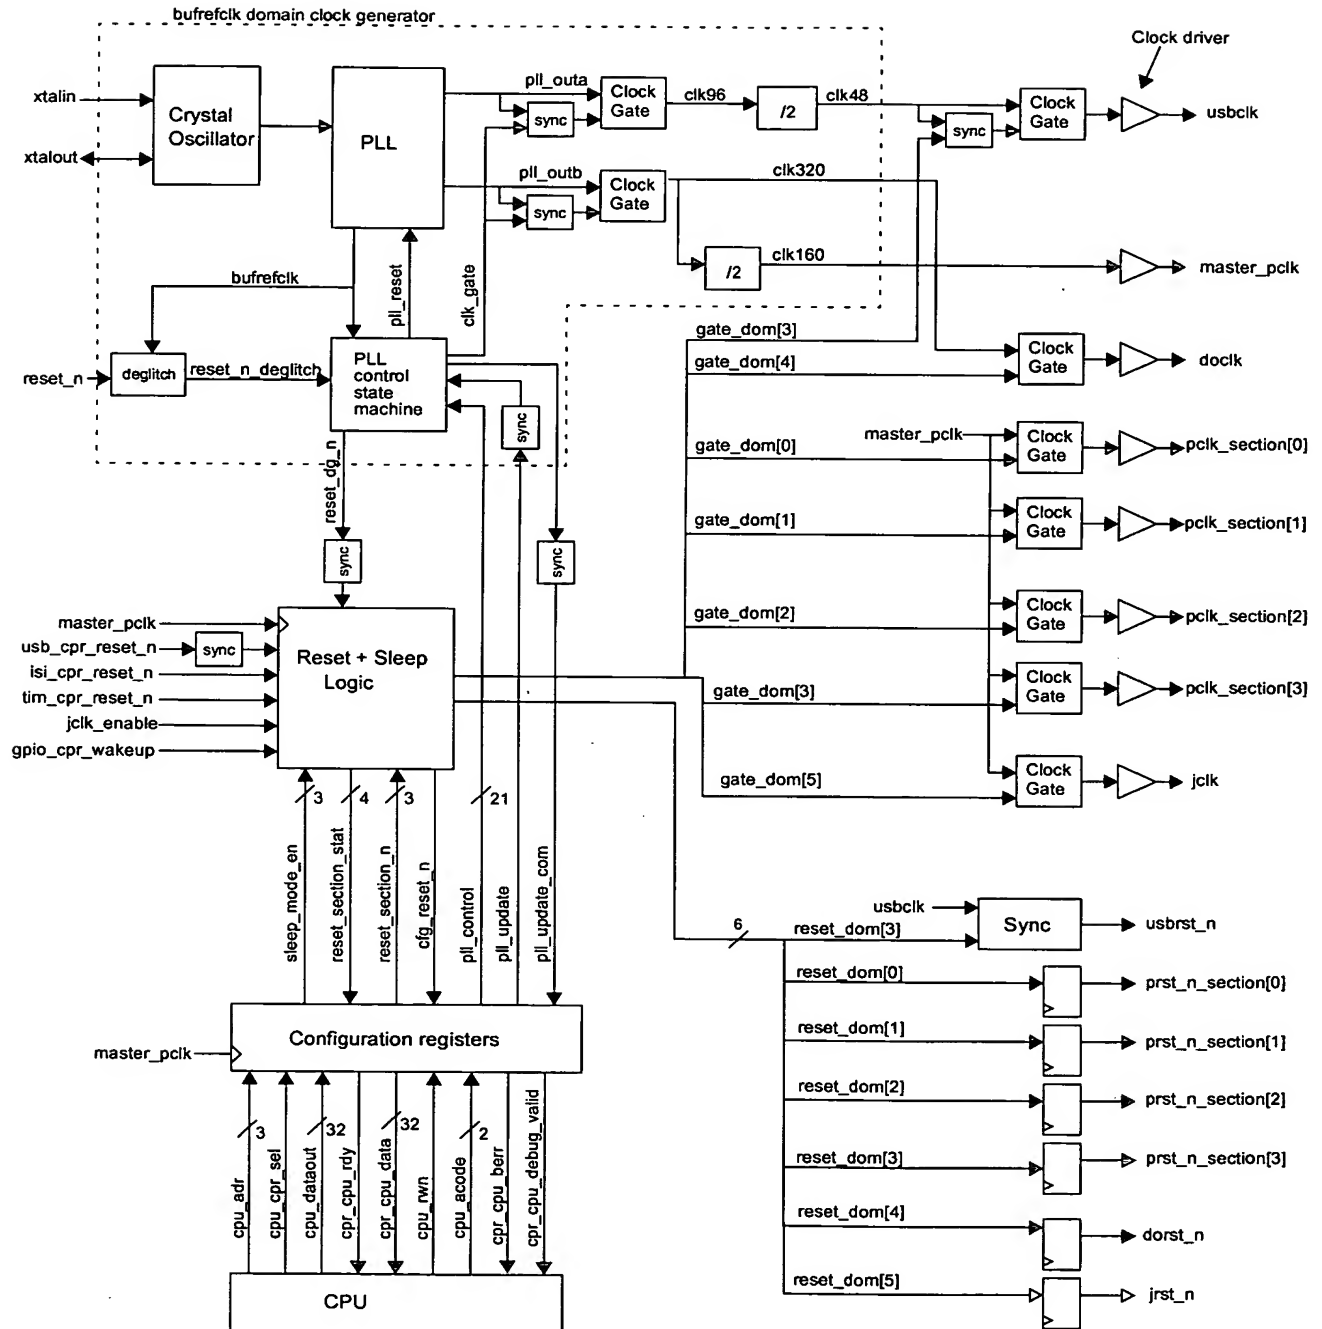 bufrefclk domain clock generator
Clock driver
xtalin
xtalout
Crystal
Oscillator
PLL
pll_outa
sync
Clock
Gate
clk96
/2
clk48
sync
Clock
Gate
usbclk
pll_outb
sync
Clock
Gate
clk320
/2
clk160
master_pclk
bufrefclk
pll_reset
clk_gate
reset_n
deglitch
reset_n_deglitch
PLL
control
state
machine
sync
gate_dom[3]
gate_dom[4]
Clock
Gate
doclk
master_pclk
gate_dom[0]
Clock
Gate
pclk_section[0]
reset_dg_n
gate_dom[1]
Clock
Gate
pclk_section[1]
sync
sync
gate_dom[2]
Clock
Gate
pclk_section[2]
master_pclk
usb_cpr_reset_n
sync
isi_cpr_reset_n
tim_cpr_reset_n
jclk_enable
gpio_cpr_wakeup
Reset + Sleep
Logic
gate_dom[3]
Clock
Gate
pclk_section[3]
gate_dom[5]
Clock
Gate
jclk
3
4
3
21
sleep_mode_en
reset_section_stat
reset_section_n
cfg_reset_n
pll_control
pll_update
pll_update_com
6
usbclk
reset_dom[3]
Sync
usbrst_n
reset_dom[0]
prst_n_section[0]
master_pclk
Configuration registers
reset_dom[1]
prst_n_section[1]
reset_dom[2]
prst_n_section[2]
3
32
32
2
cpu_adr
cpu_cpr_sel
cpu_dataout
cpr_cpu_rdy
cpr_cpu_data
cpu_rwn
cpu_acode
cpr_cpu_berr
cpr_cpu_debug_valid
reset_dom[3]
prst_n_section[3]
reset_dom[4]
dorst_n
reset_dom[5]
jrst_n
CPU